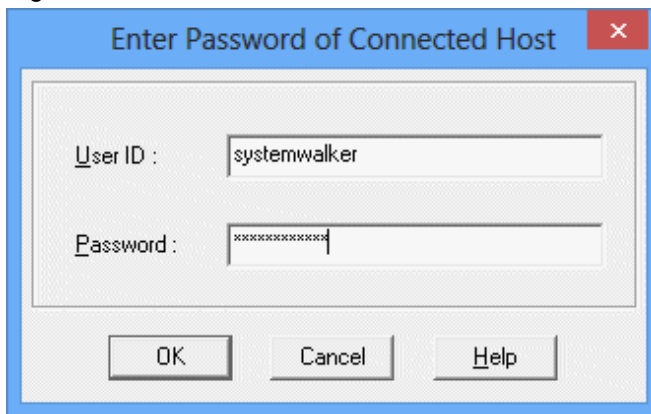 Enter Password of Connected Host
User ID : systemwalker
Password : ************
OK Cancel Help